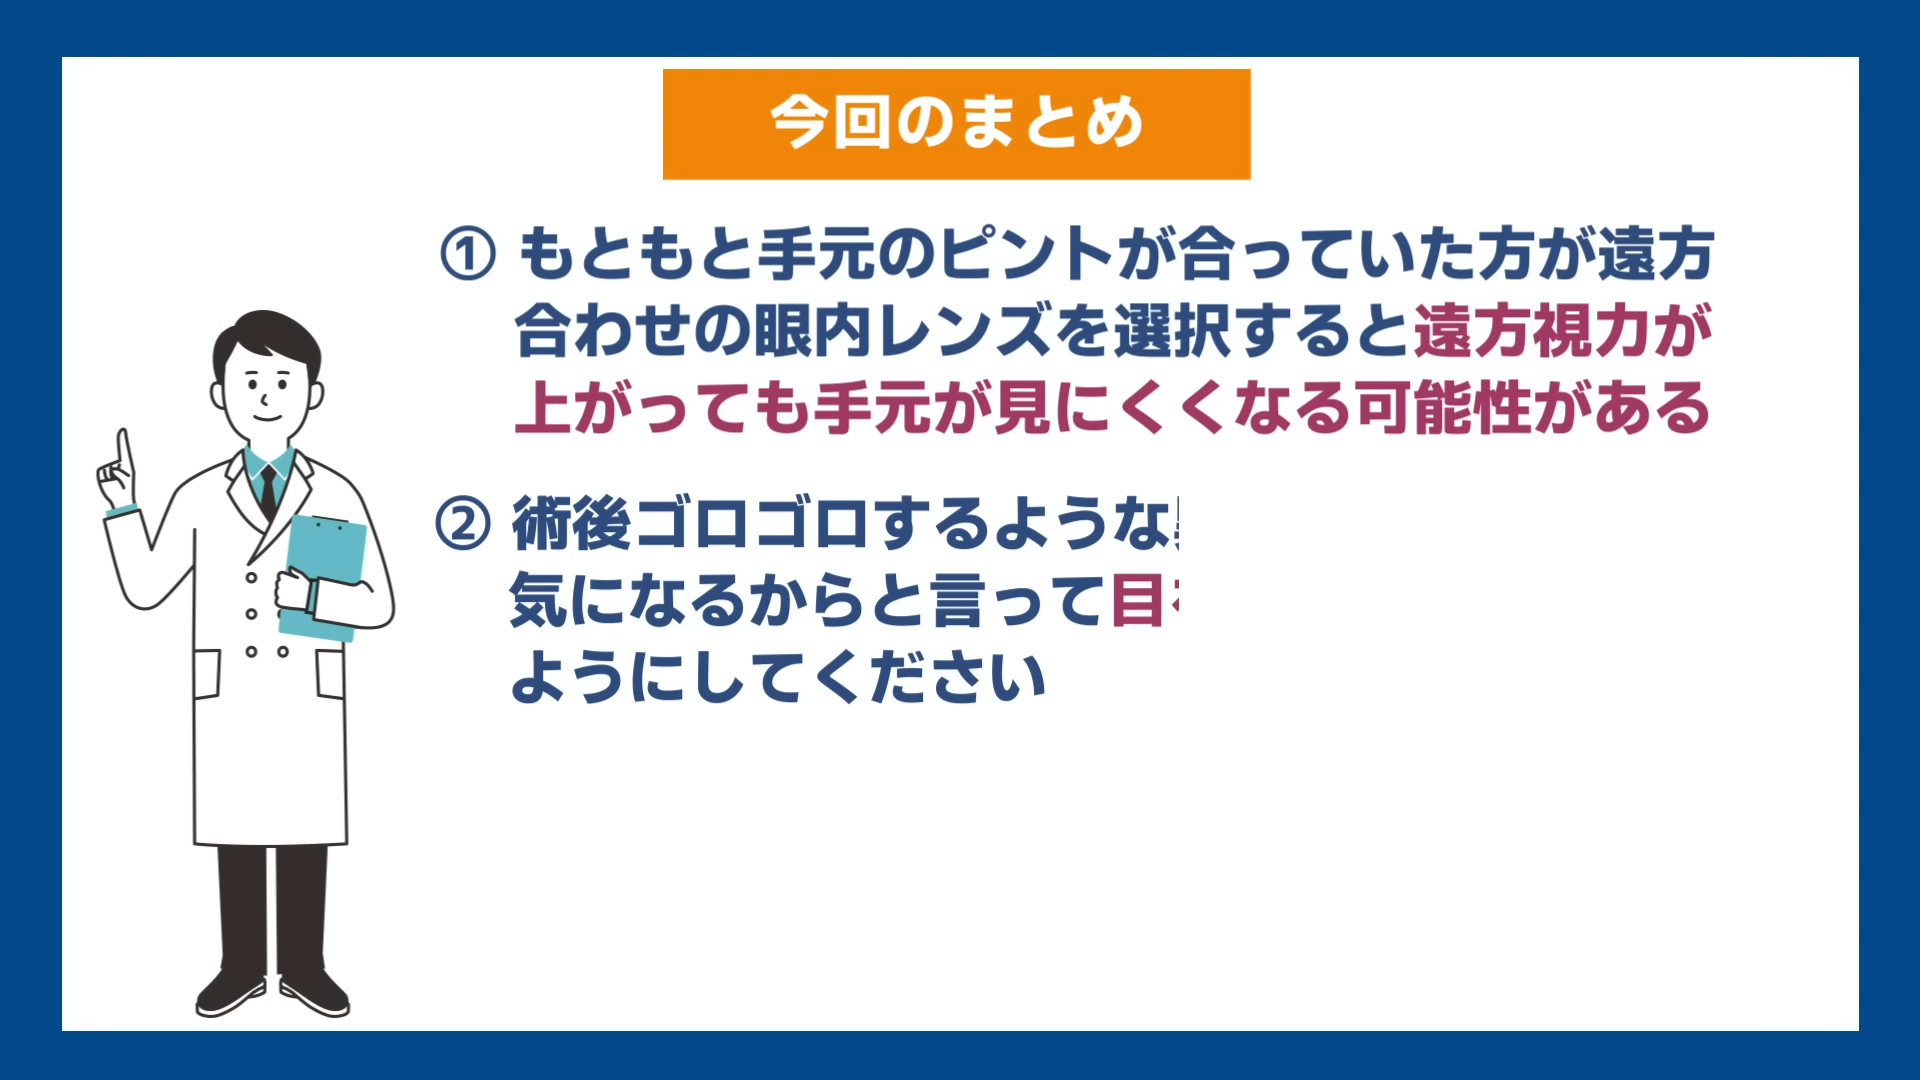 今回のまとめ
① もともと手元のピントが合っていた方が遠方
合わせの眼内レンズを選択すると遠方視力が
上がっても手元が見にくくなる可能性がある
② 術後ゴロゴロするような
気になるからと言って目
ようにしてください